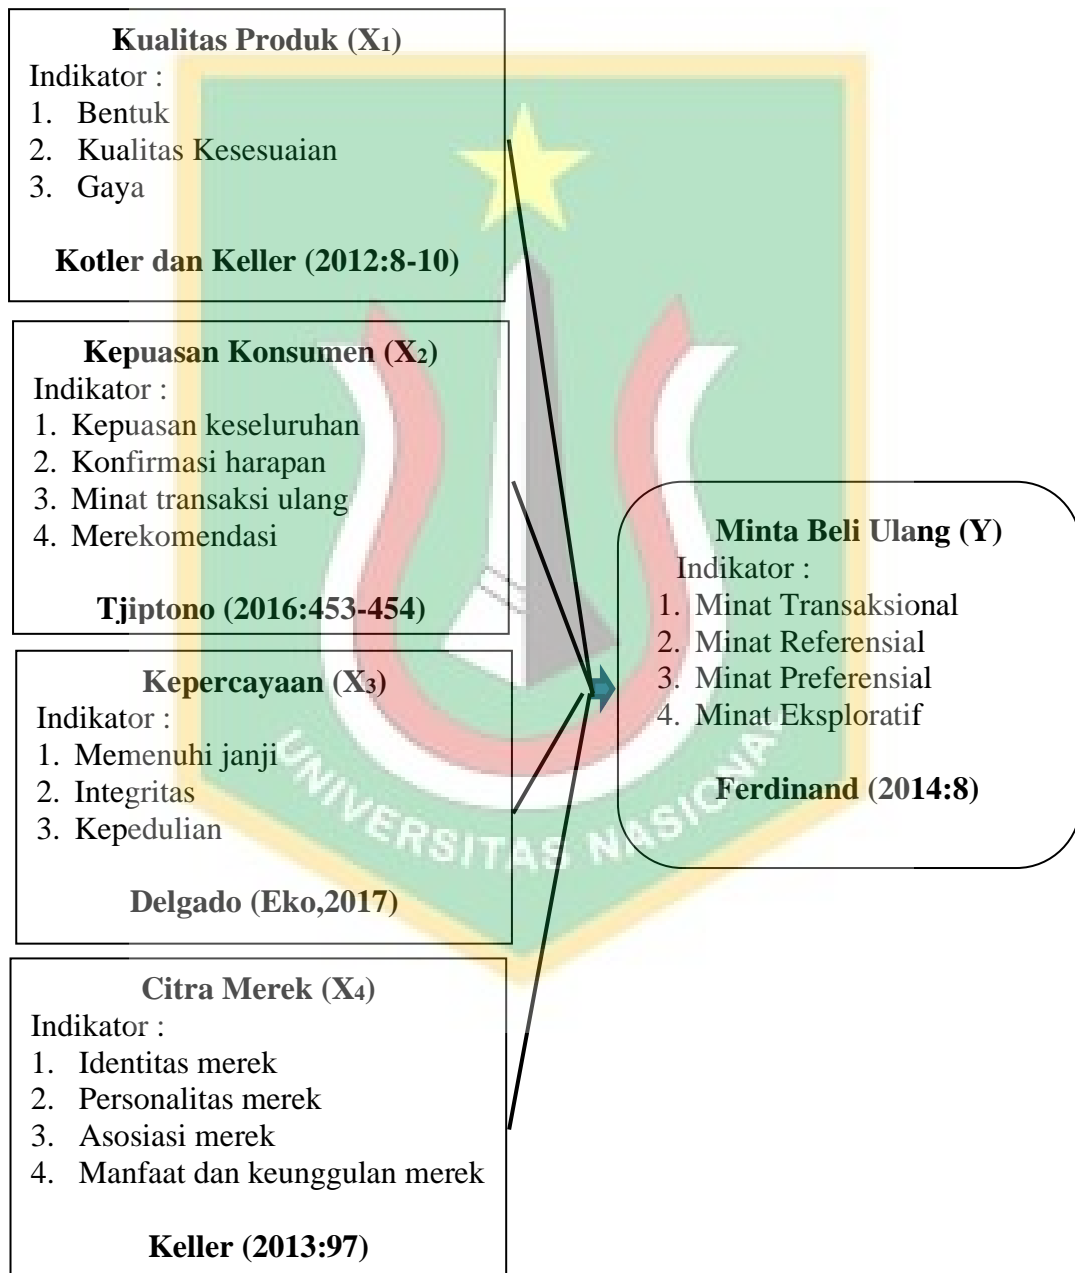 Kualitas Produk (X₁)
Indikator :
1. Bentuk
2. Kualitas Kesesuaian
3. Gaya
Kotler dan Keller (2012:8-10)
Kepuasan Konsumen (X₂)
Indikator :
1. Kepuasan keseluruhan
2. Konfirmasi harapan
3. Minat transaksi ulang
4. Merekomendasi
Tjiptono (2016:453-454)
Kepercayaan (X₃)
Indikator :
1. Memenuhi janji
2. Integritas
3. Kepedulian
Delgado (Eko,2017)
Citra Merek (X₄)
Indikator :
1. Identitas merek
2. Personalitas merek
3. Asosiasi merek
4. Manfaat dan keunggulan merek
Keller (2013:97)
Minta Beli Ulang (Y)
Indikator :
1. Minat Transaksional
2. Minat Referensial
3. Minat Preferensial
4. Minat Eksploratif
Ferdinand (2014:8)
UNIVERSITAS NASIONAL